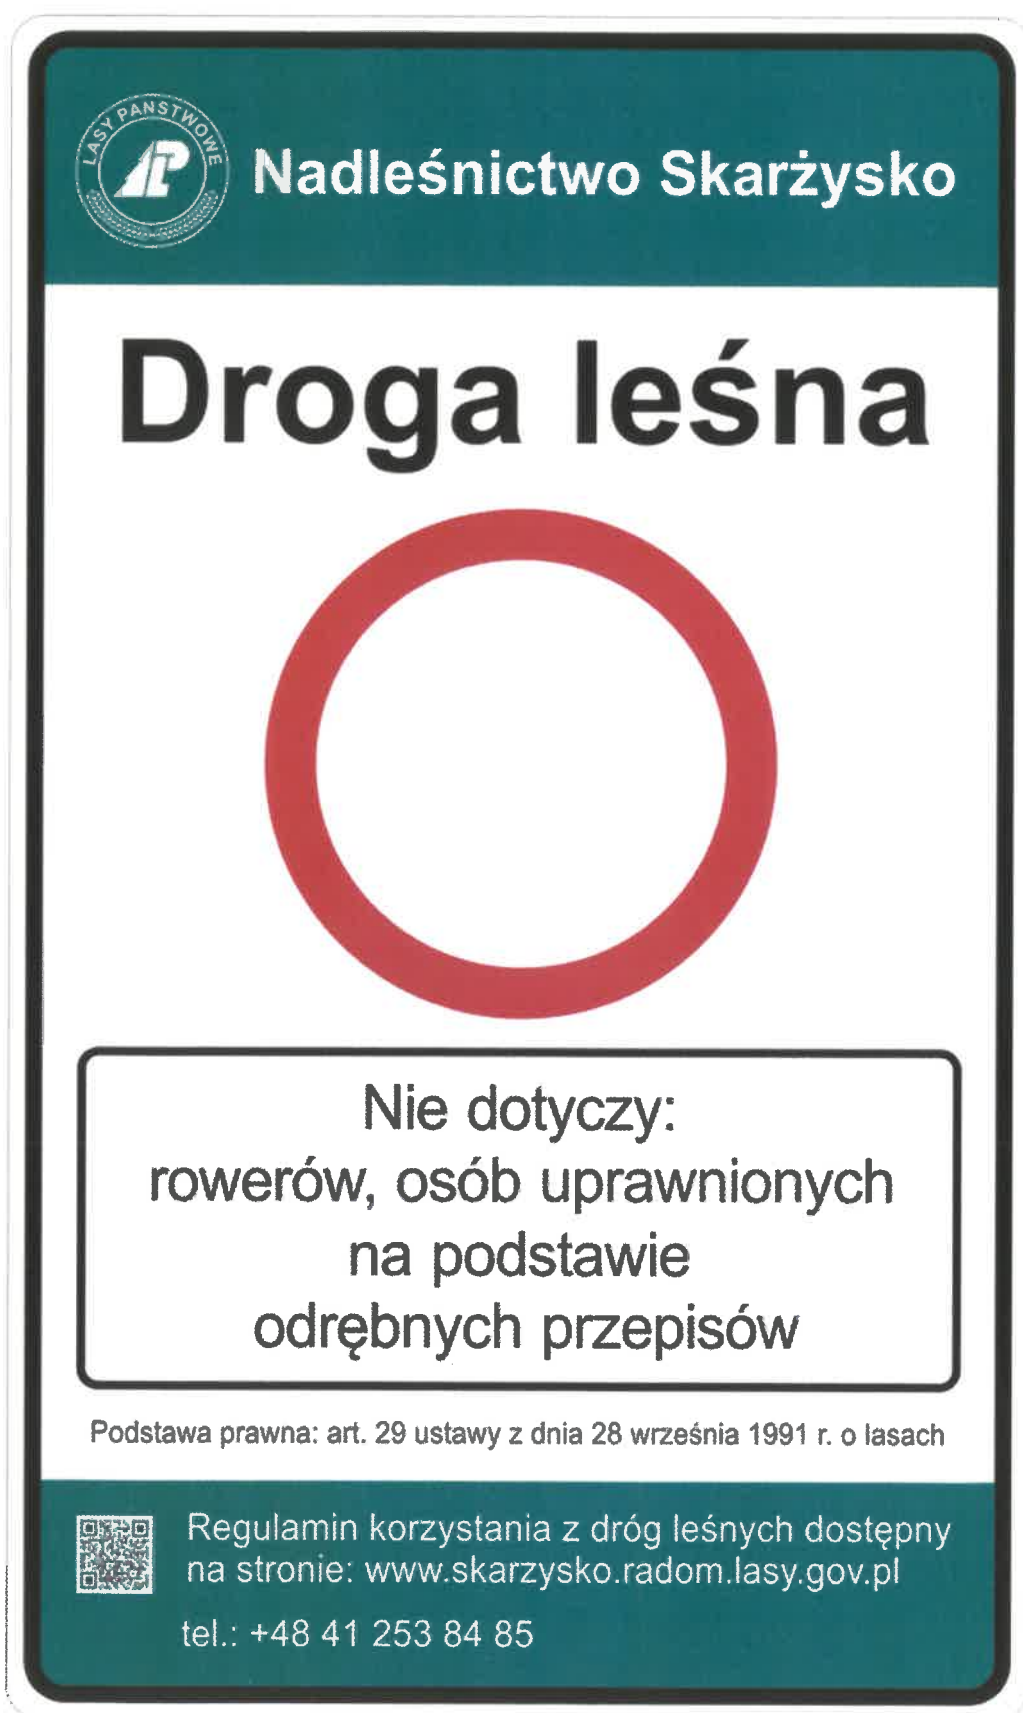 LASY PAŃSTWOWE
Nadleśnictwo Skarżysko
Droga leśna
Nie dotyczy:
rowerów, osób uprawnionych
na podstawie
odrębnych przepisów
Podstawa prawna: art. 29 ustawy z dnia 28 września 1991 r. o lasach
Regulamin korzystania z dróg leśnych dostępny
na stronie: www.skarzysko.radom.lasy.gov.pl
tel.: +48 41 253 84 85